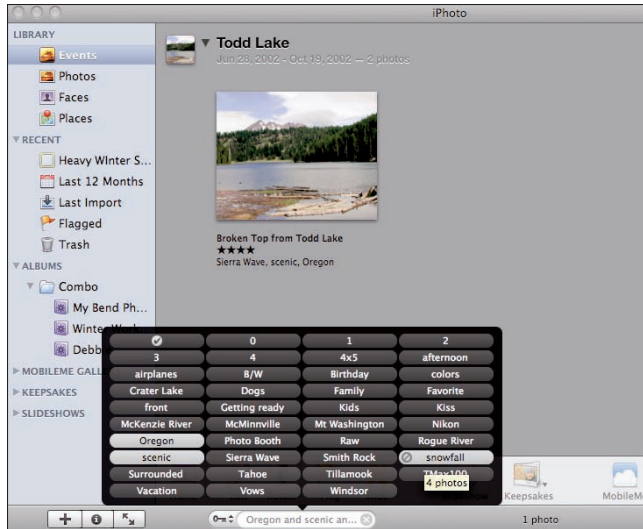 iPhoto
LIBRARY
Events
Photos
Faces
Places
RECENT
Heavy WInter S...
Last 12 Months
Last Import
Flagged
Trash
ALBUMS
Combo
My Bend Ph...
Winter
Debb
MOBILEME GALL
KEEPSAKES
SLIDESHOWS
Todd Lake
Jun 28, 2002 - Oct 19, 2002 — 2 photos
Broken Top from Todd Lake
★★★★
Sierra Wave, scenic, Oregon
0 1 2
3 4 4x5 afternoon
airplanes B/W Birthday colors
Crater Lake Dogs Family Favorite
front Getting ready Kids Kiss
McKenzie River McMinnville Mt Washington Nikon
Oregon Photo Booth Raw Rogue River
scenic Sierra Wave Smith Rock snowfall
Surrounded Tahoe Tillamook TMax100
Vacation Vows Windsor
4 photos
Keepsakes MobileM
Oregon and scenic an...
1 photo